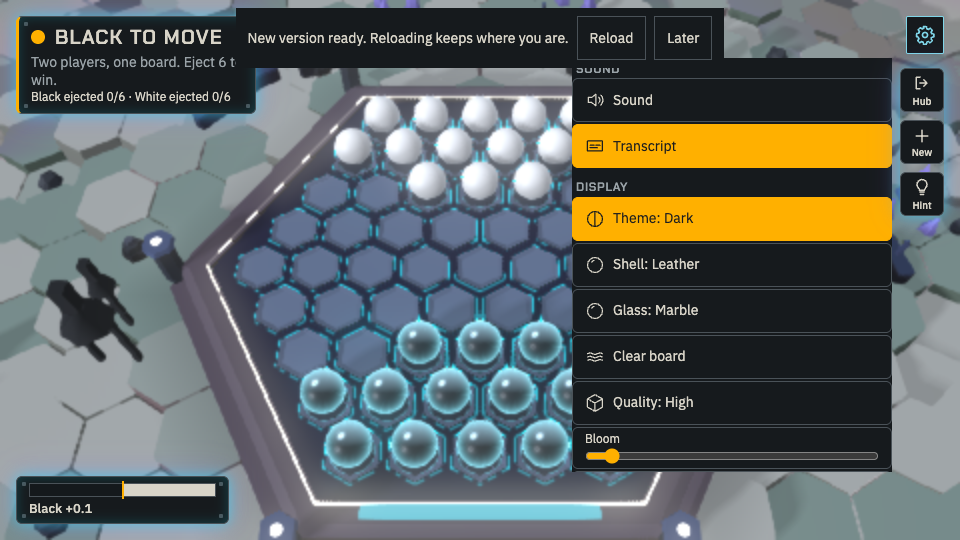 BLACK TO MOVE
Two players, one board. Eject 6 to
win.
Black ejected 0/6 · White ejected 0/6
New version ready. Reloading keeps where you are.
Reload
Later
Hub
New
Hint
SOUND
Sound
Transcript
DISPLAY
Theme: Dark
Shell: Leather
Glass: Marble
Clear board
Quality: High
Bloom
Black +0.1